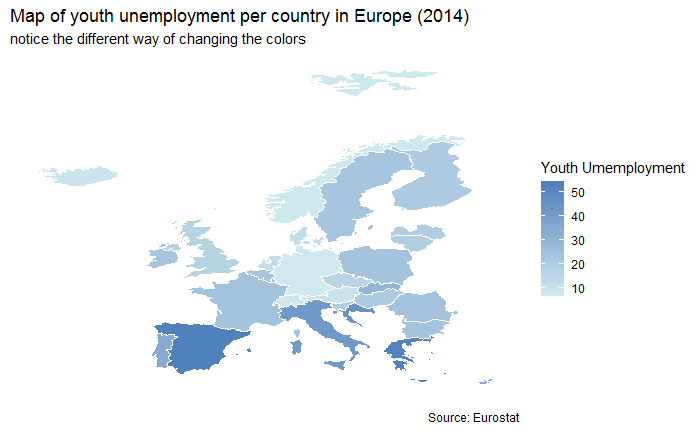 Map of youth unemployment per country in Europe (2014)
notice the different way of changing the colors
Youth Umemployment
50
40
30
20
10
Source: Eurostat